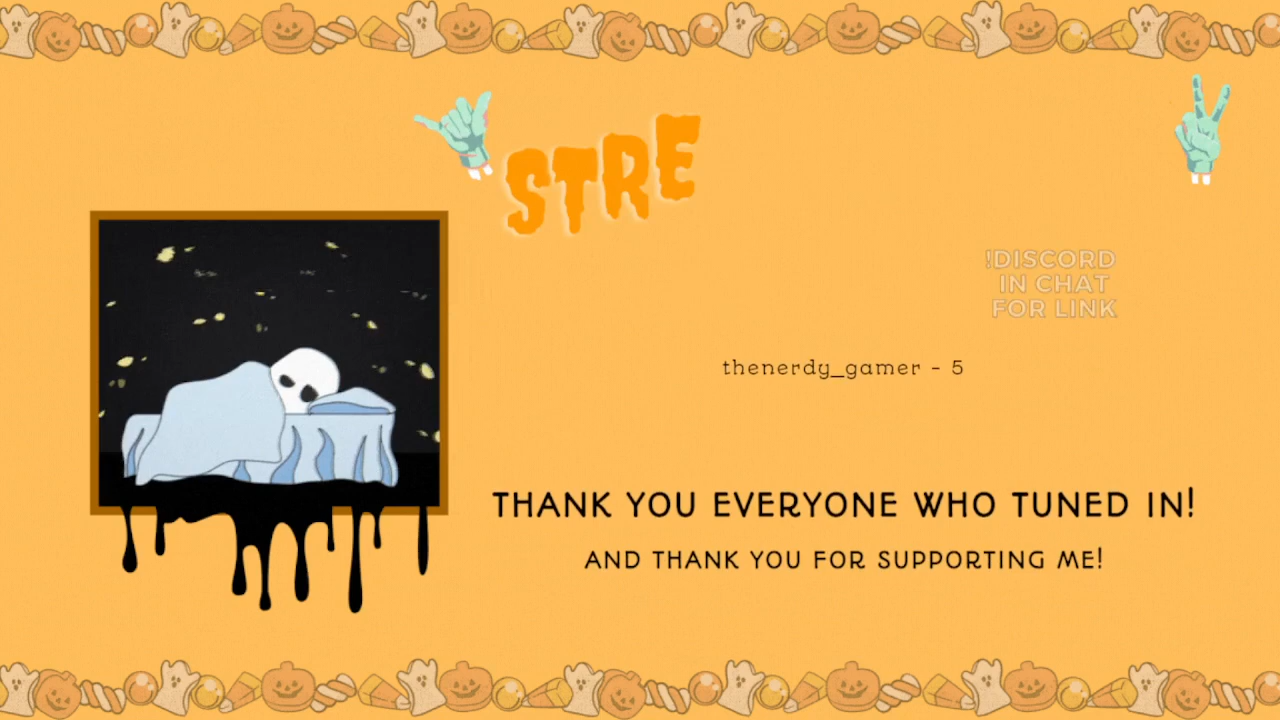 STRE
!DISCORD
IN CHAT
FOR LINK
thenerdy_gamer - 5
THANK YOU EVERYONE WHO TUNED IN!
AND THANK YOU FOR SUPPORTING ME!